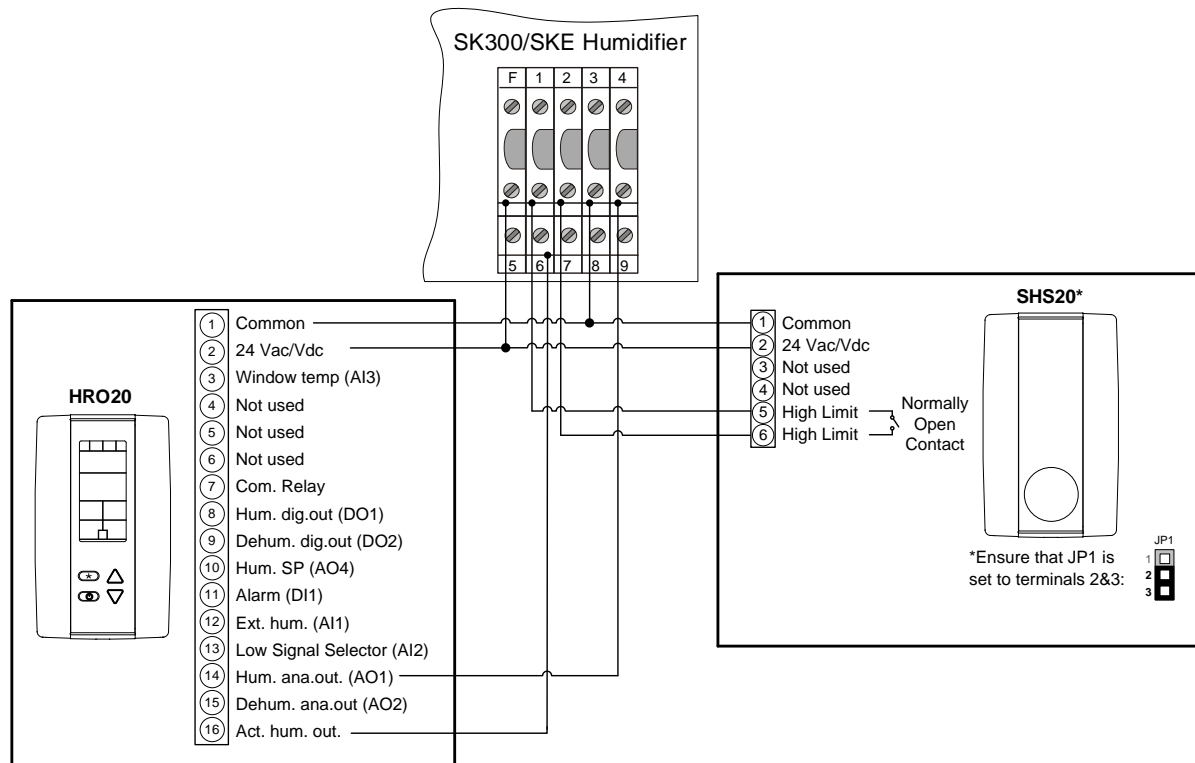 SK300/SKE Humidifier
F 1 2 3 4
5 6 7 8 9
HRO20
1 Common
2 24 Vac/Vdc
3 Window temp (AI3)
4 Not used
5 Not used
6 Not used
7 Com. Relay
8 Hum. dig.out (DO1)
9 Dehum. dig.out (DO2)
10 Hum. SP (AO4)
11 Alarm (DI1)
12 Ext. hum. (AI1)
13 Low Signal Selector (AI2)
14 Hum. ana.out. (AO1)
15 Dehum. ana.out (AO2)
16 Act. hum. out.
SHS20*
1 Common
2 24 Vac/Vdc
3 Not used
4 Not used
5 High Limit
6 High Limit
Normally
Open
Contact
*Ensure that JP1 is
set to terminals 2&3:
JP1
1
2
3